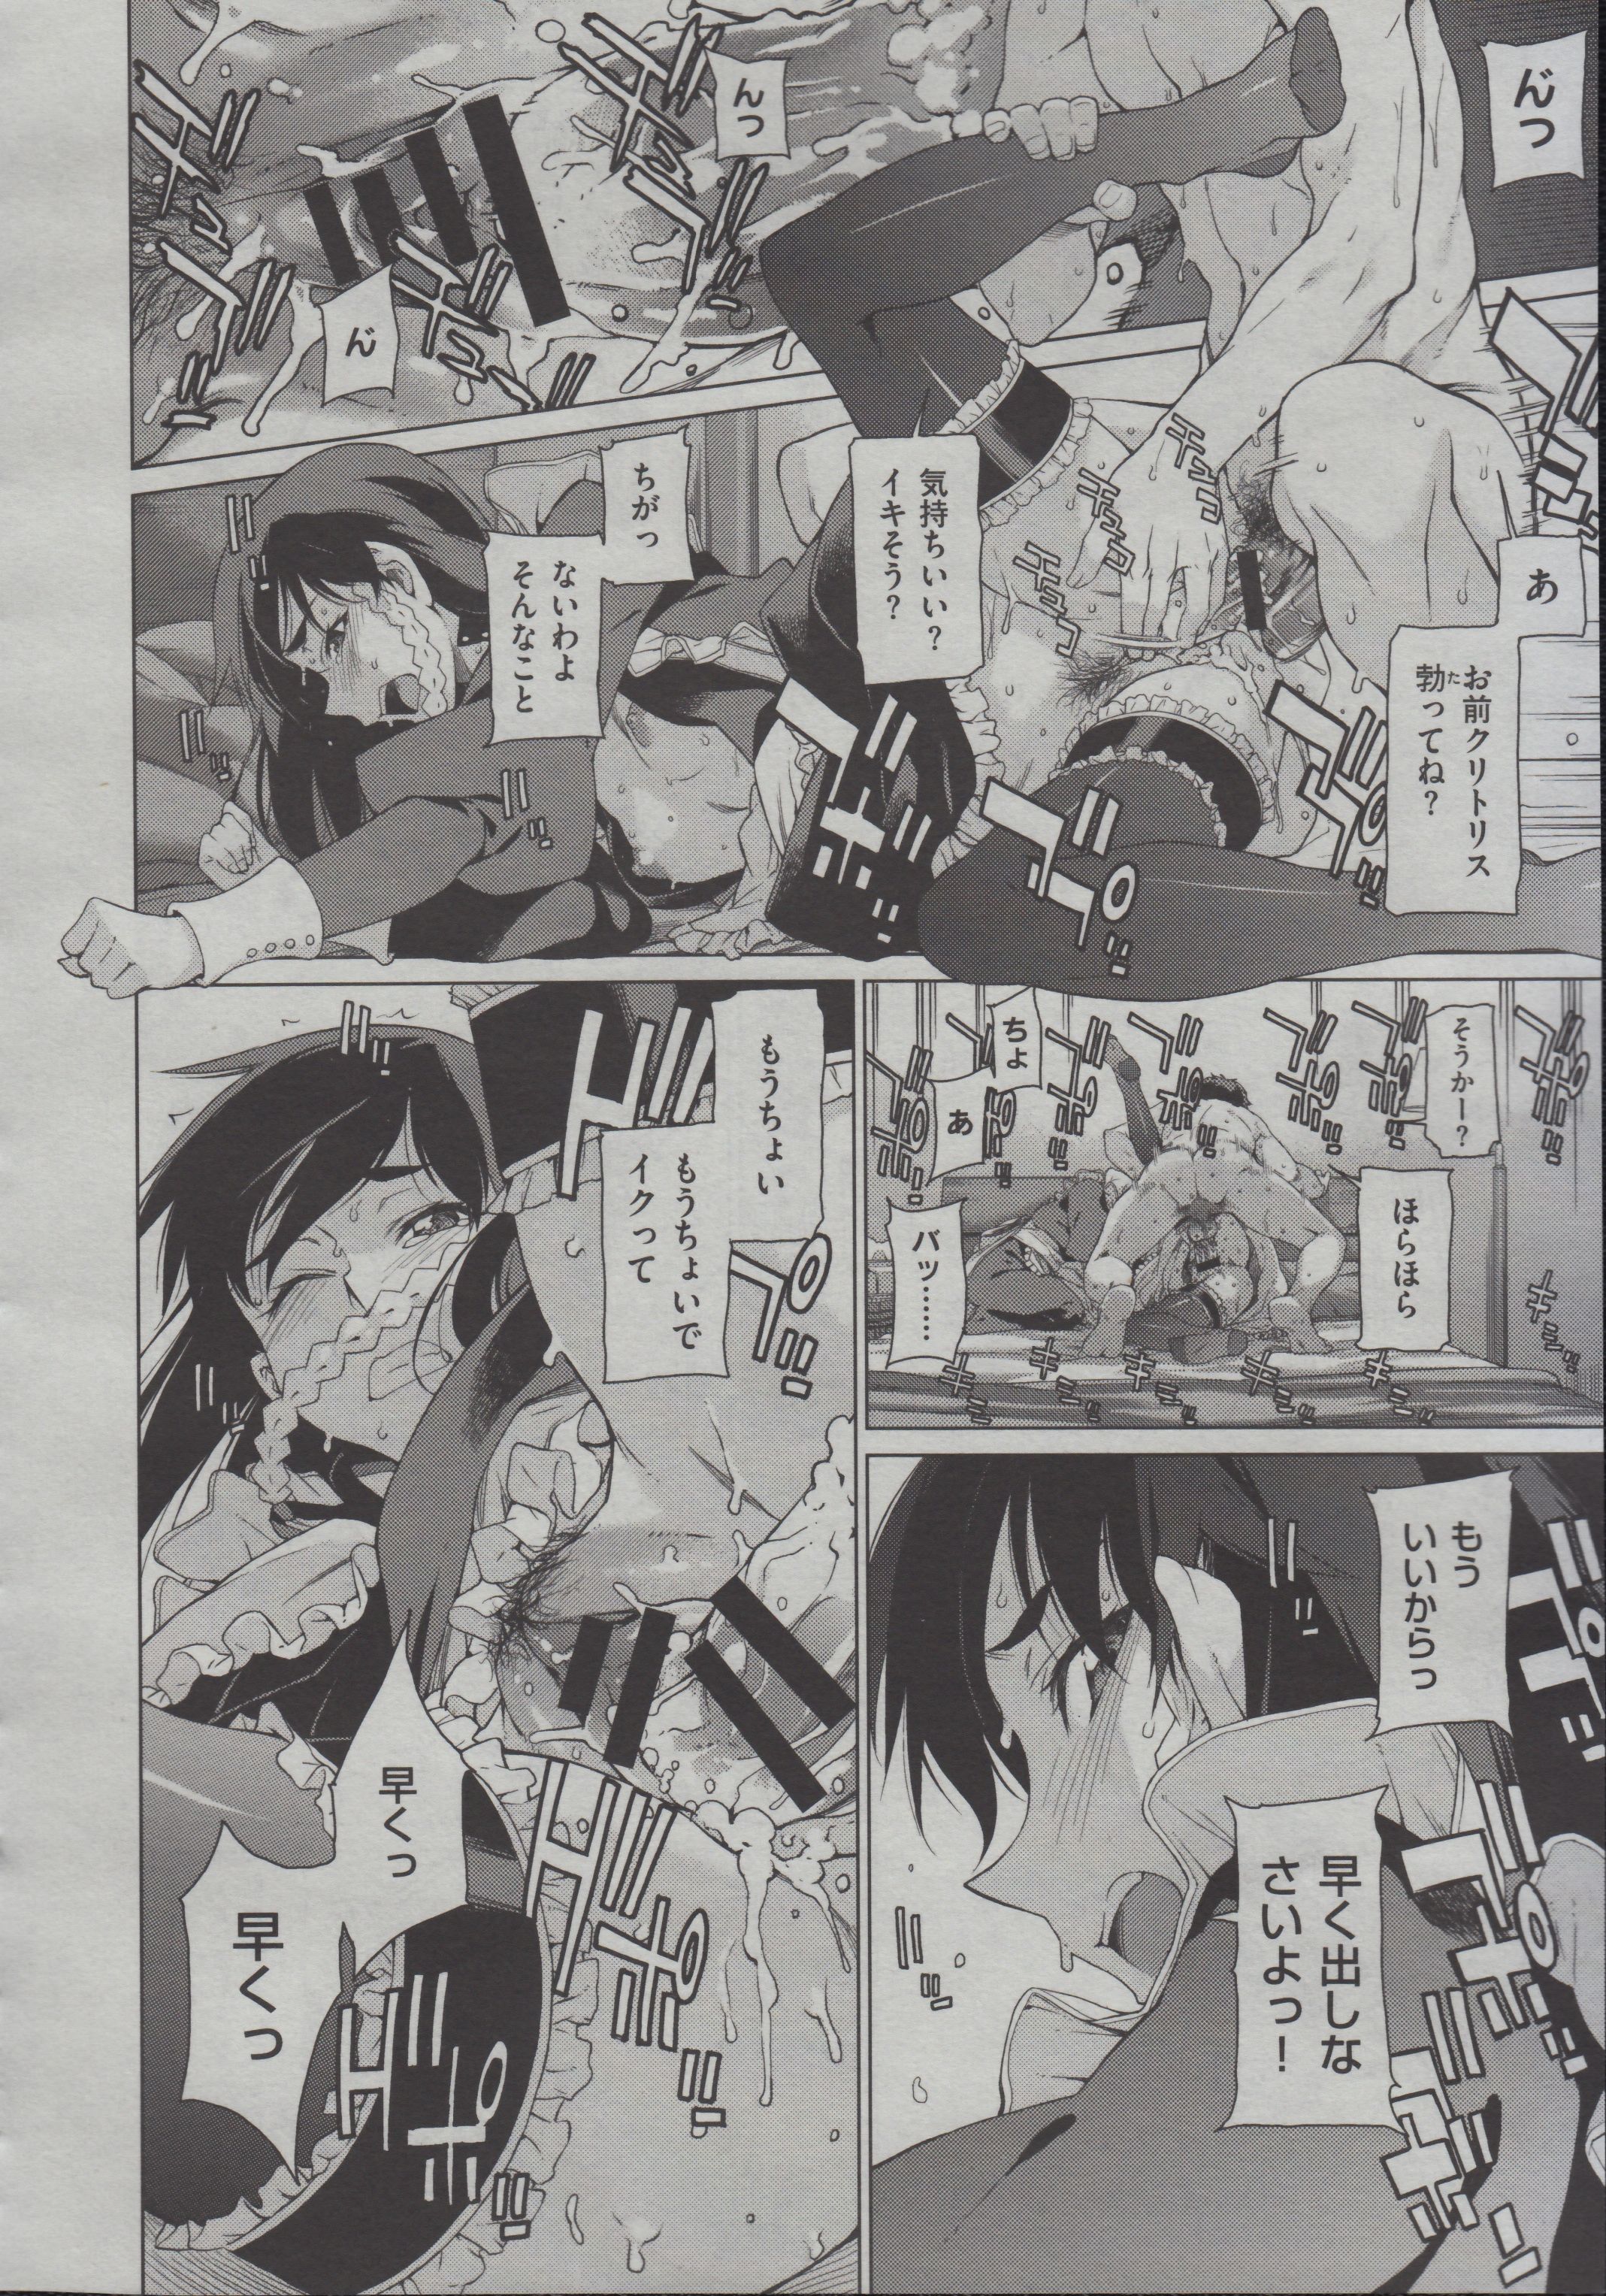 ん゛っ
んっ
ん゛
あ
お前クリトリス
勃ってね？
た
気持ちいい？
イキそう？
ちがっ
ないわよ
そんなこと
そうかー？
ほらほら
ちょ
あ
バッ……
もう
いいからっ
早く出しな
さいよっ！
もうちょい
もうちょいで
イクって
早くっ
早くっ